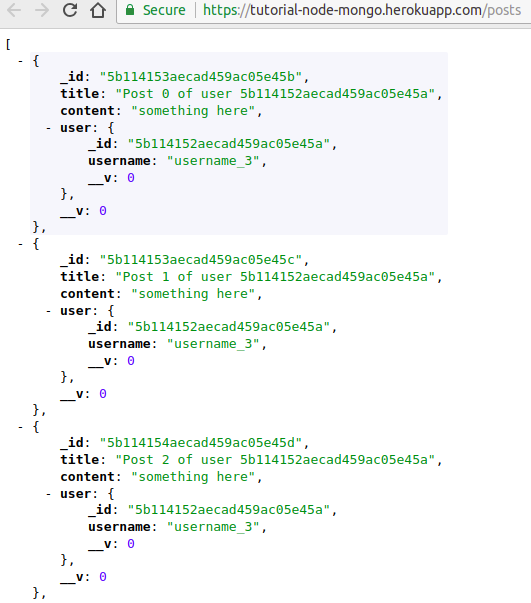 Secure https://tutorial-node-mongo.herokuapp.com/posts
[
- {
_id: "5b114153aecad459ac05e45b",
title: "Post 0 of user 5b114152aecad459ac05e45a",
content: "something here",
- user: {
_id: "5b114152aecad459ac05e45a",
username: "username_3",
__v: 0
},
__v: 0
},
- {
_id: "5b114153aecad459ac05e45c",
title: "Post 1 of user 5b114152aecad459ac05e45a",
content: "something here",
- user: {
_id: "5b114152aecad459ac05e45a",
username: "username_3",
__v: 0
},
__v: 0
},
- {
_id: "5b114154aecad459ac05e45d",
title: "Post 2 of user 5b114152aecad459ac05e45a",
content: "something here",
- user: {
_id: "5b114152aecad459ac05e45a",
username: "username_3",
__v: 0
},
__v: 0
},